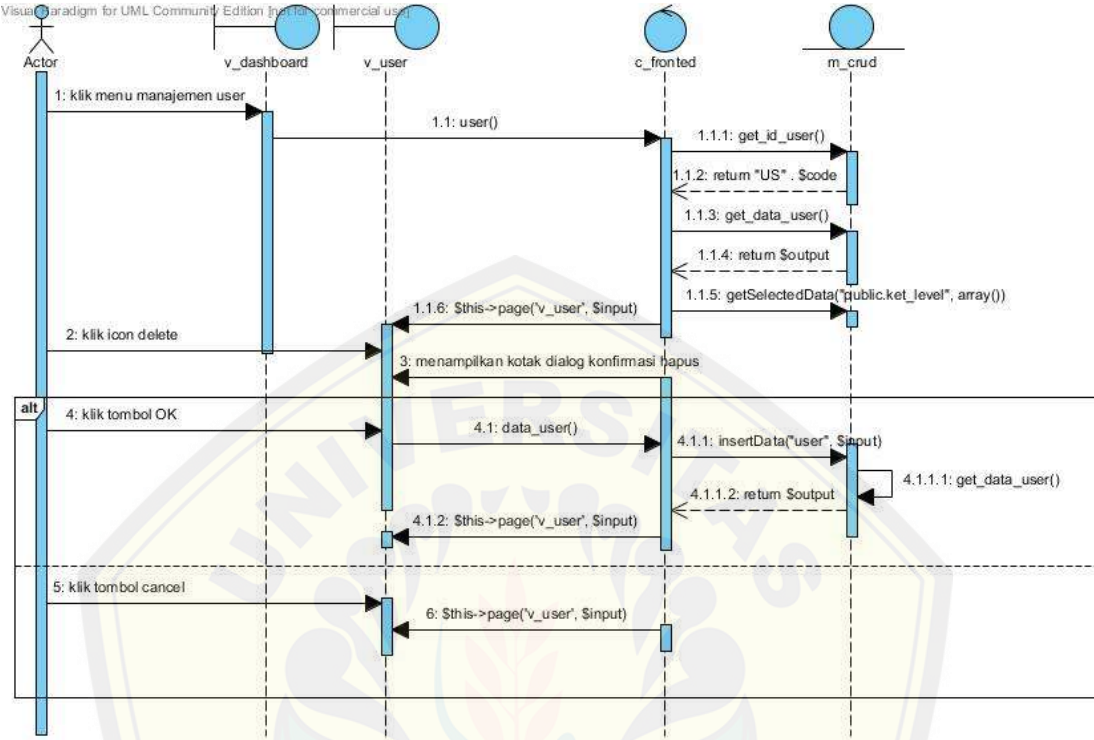 Visual Paradigm for UML Community Edition [not for commercial use]
Actor
v_dashboard
v_user
c_fronted
m_crud
1: klik menu manajemen user
1.1: user()
1.1.1: get_id_user()
1.1.2: return "US" . $code
1.1.3: get_data_user()
1.1.4: return $output
1.1.5: getSelectedData("public.ket_level", array())
1.1.6: $this->page('v_user', $input)
2: klik icon delete
3: menampilkan kotak dialog konfirmasi hapus
alt
4: klik tombol OK
4.1: data_user()
4.1.1: insertData("user", $input)
4.1.1.1: get_data_user()
4.1.1.2: return $output
4.1.2: $this->page('v_user', $input)
5: klik tombol cancel
6: $this->page('v_user', $input)
UNIVERSITAS